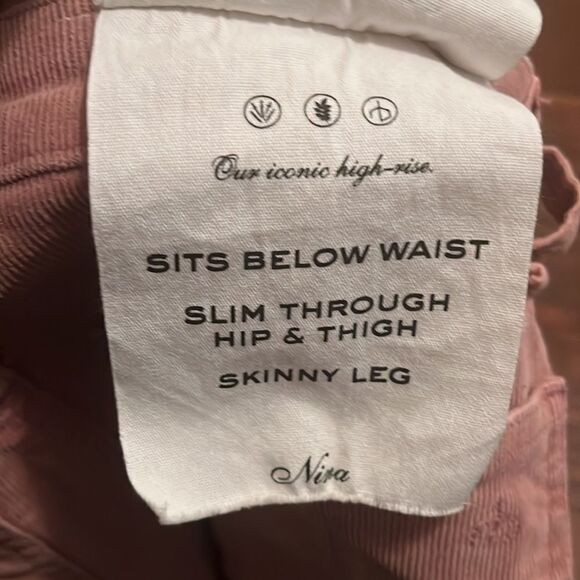 Our iconic high-rise.
SITS BELOW WAIST
SLIM THROUGH
HIP & THIGH
SKINNY LEG
Nira